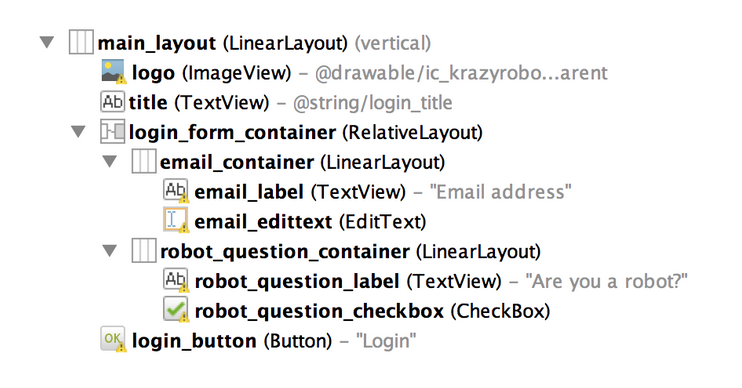 main_layout (LinearLayout) (vertical)
logo (ImageView) – @drawable/ic_krazyrobo...arent
Ab title (TextView) – @string/login_title
login_form_container (RelativeLayout)
email_container (LinearLayout)
Ab email_label (TextView) – "Email address"
email_edittext (EditText)
robot_question_container (LinearLayout)
Ab robot_question_label (TextView) – "Are you a robot?"
robot_question_checkbox (CheckBox)
OK login_button (Button) – "Login"